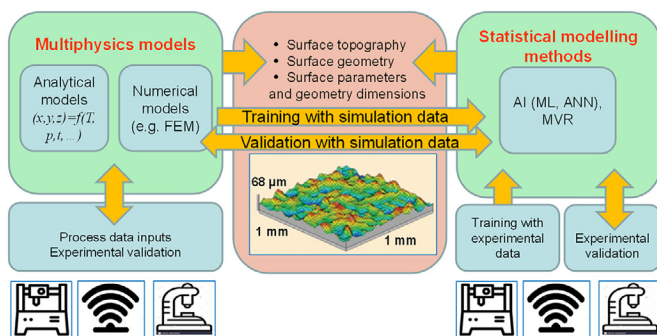 Multiphysics models
Analytical
models
(x,y,z)=f(T,
p,t,...)
Numerical
models
(e.g. FEM)
Process data inputs
Experimental validation
• Surface topography
• Surface geometry
• Surface parameters
and geometry dimensions
Training with simulation data
Validation with simulation data
68 µm
1 mm
1 mm
Statistical modelling
methods
AI (ML, ANN),
MVR
Training with
experimental
data
Experimental
validation